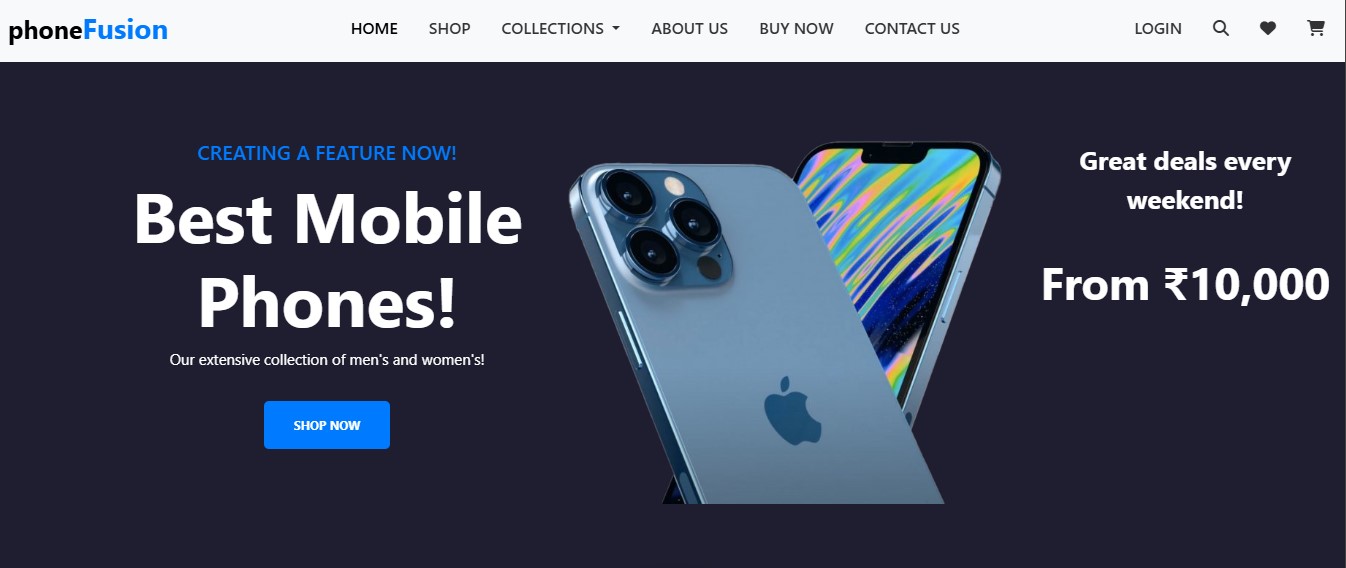 phoneFusion
HOME SHOP COLLECTIONS ABOUT US BUY NOW CONTACT US LOGIN
CREATING A FEATURE NOW!
Best Mobile
Phones!
Our extensive collection of men's and women's!
SHOP NOW
Great deals every
weekend!
From ₹10,000